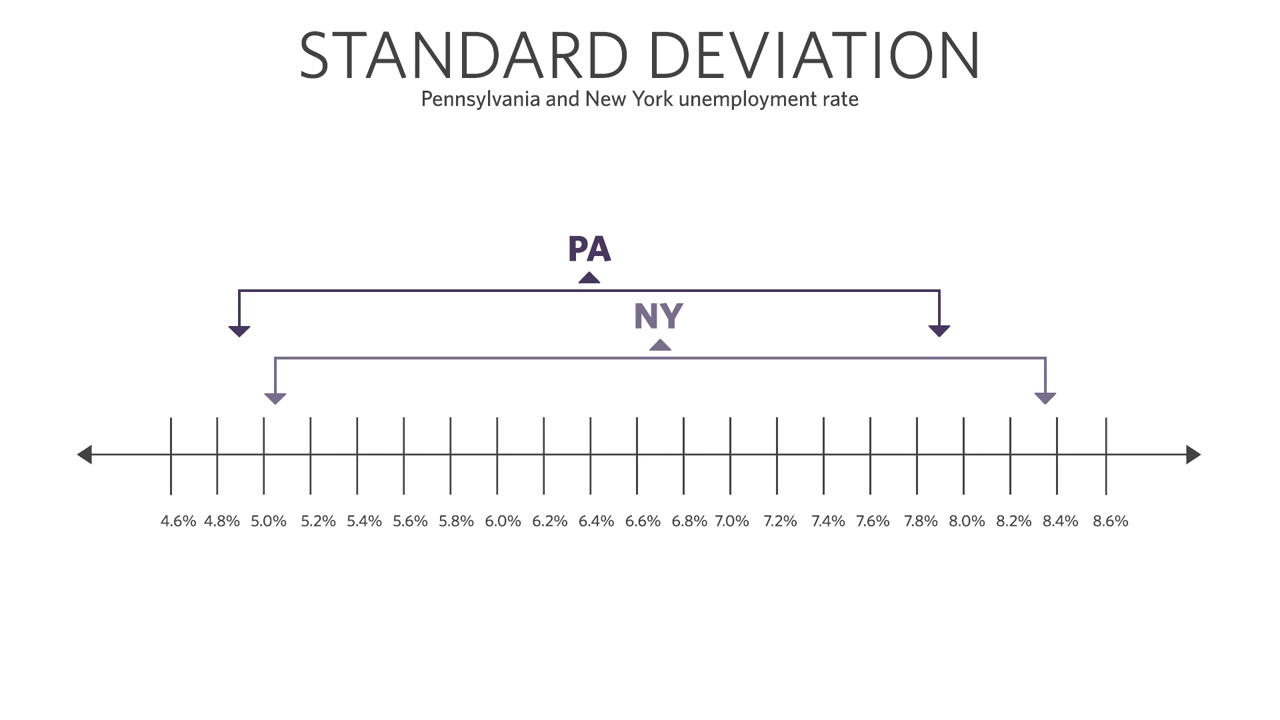 STANDARD DEVIATION
Pennsylvania and New York unemployment rate
PA
NY
4.6% 4.8% 5.0% 5.2% 5.4% 5.6% 5.8% 6.0% 6.2% 6.4% 6.6% 6.8% 7.0% 7.2% 7.4% 7.6% 7.8% 8.0% 8.2% 8.4% 8.6%